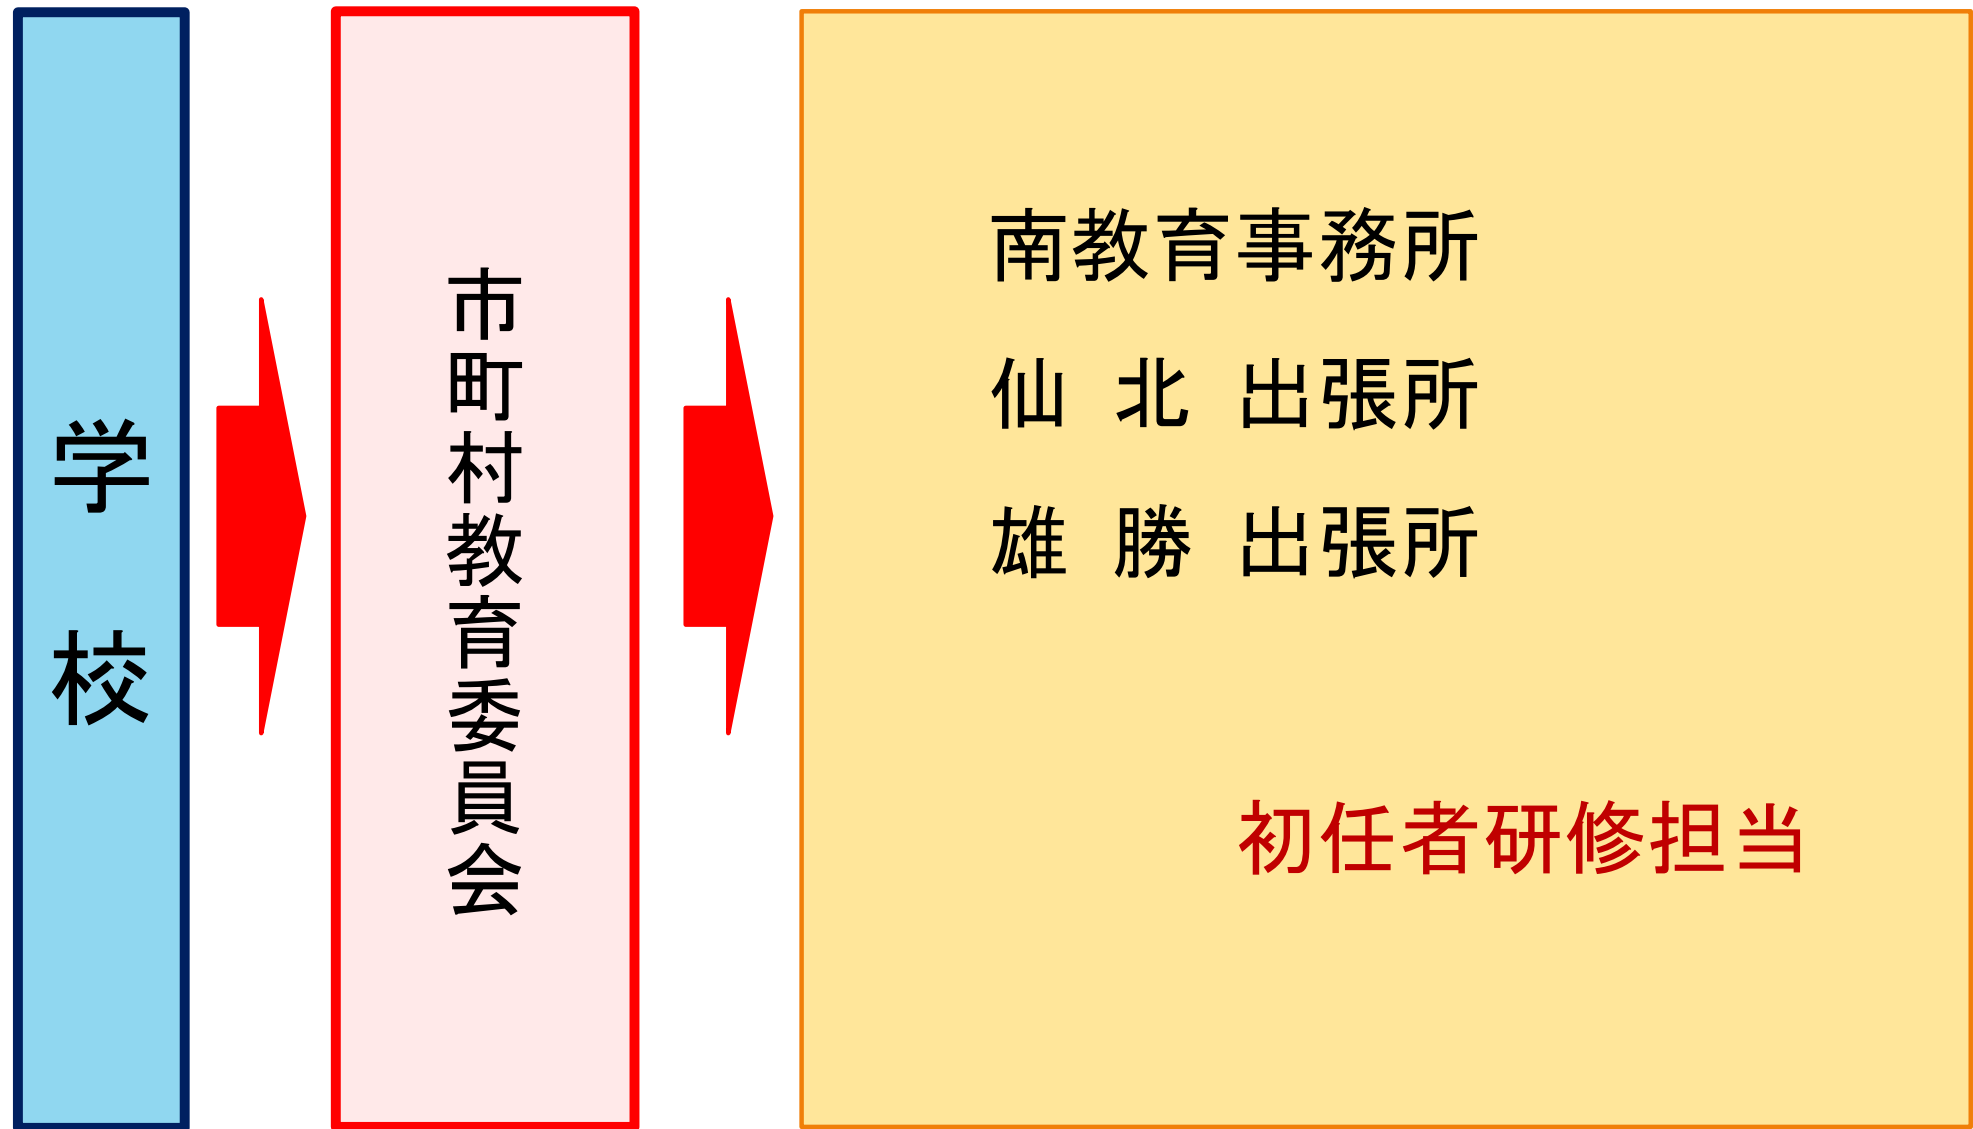 学校
市町村教育委員会
南教育事務所
仙 北 出張所
雄 勝 出張所
初任者研修担当